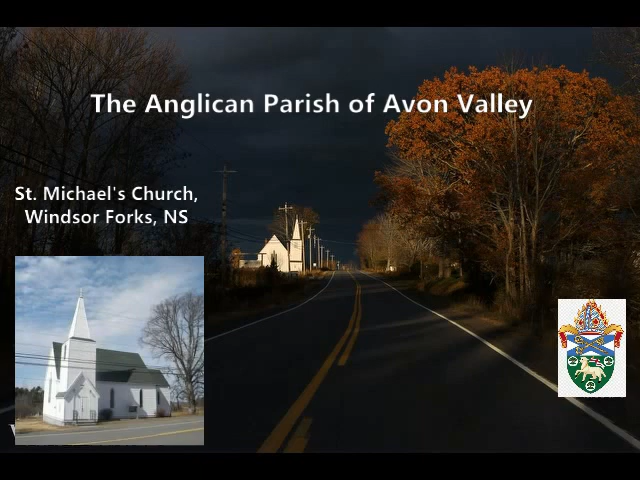 The Anglican Parish of Avon Valley
St. Michael's Church,
Windsor Forks, NS